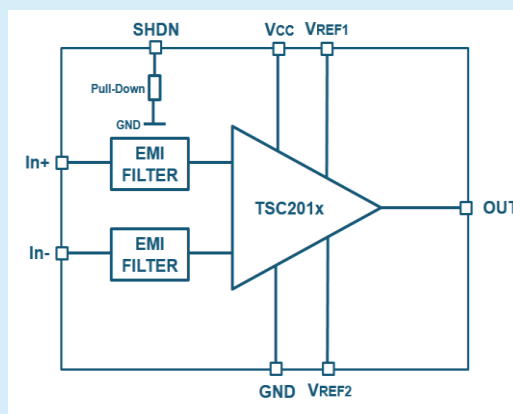 SHDN
VCC
VREF1
Pull-Down
GND
In+
EMI
FILTER
TSC201x
OUT
In-
EMI
FILTER
GND
VREF2